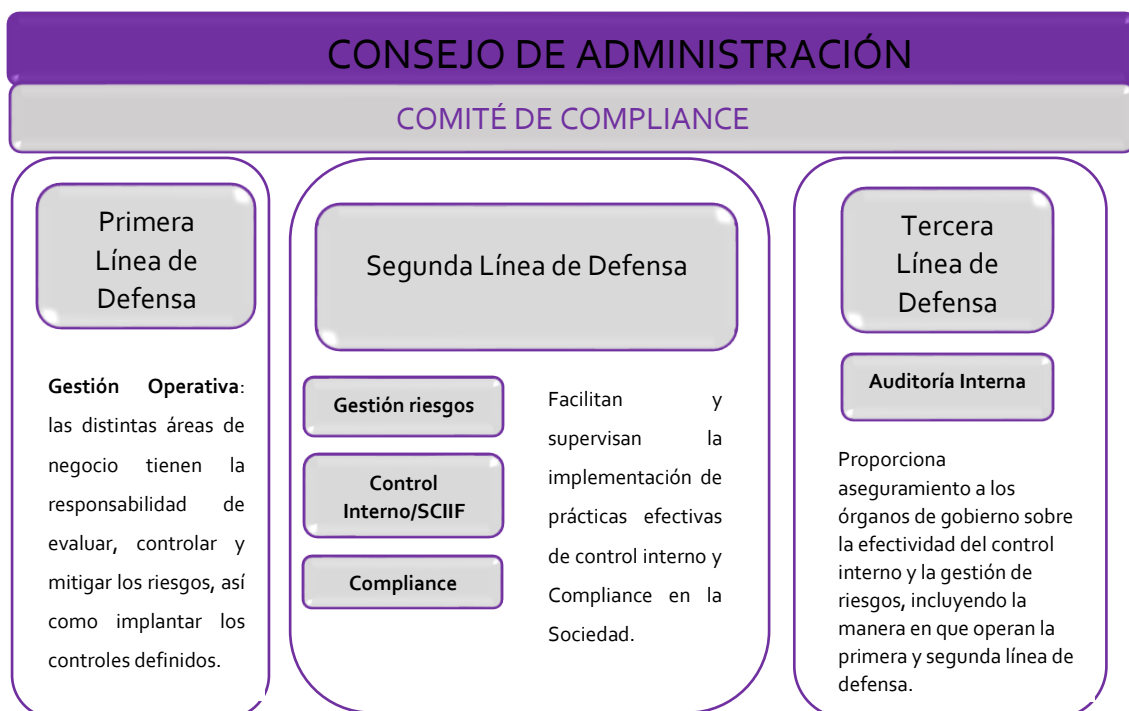 CONSEJO DE ADMINISTRACIÓN
COMITÉ DE COMPLIANCE
Primera
Línea de
Defensa
Gestión Operativa:
las distintas áreas de
negocio tienen la
responsabilidad de
evaluar, controlar y
mitigar los riesgos, así
como implantar los
controles definidos.
Segunda Línea de Defensa
Gestión riesgos
Control
Interno/SCIIF
Compliance
Facilitan y
supervisan la
implementación de
prácticas efectivas
de control interno y
Compliance en la
Sociedad.
Tercera
Línea de
Defensa
Auditoría Interna
Proporciona
aseguramiento a los
órganos de gobierno sobre
la efectividad del control
interno y la gestión de
riesgos, incluyendo la
manera en que operan la
primera y segunda línea de
defensa.